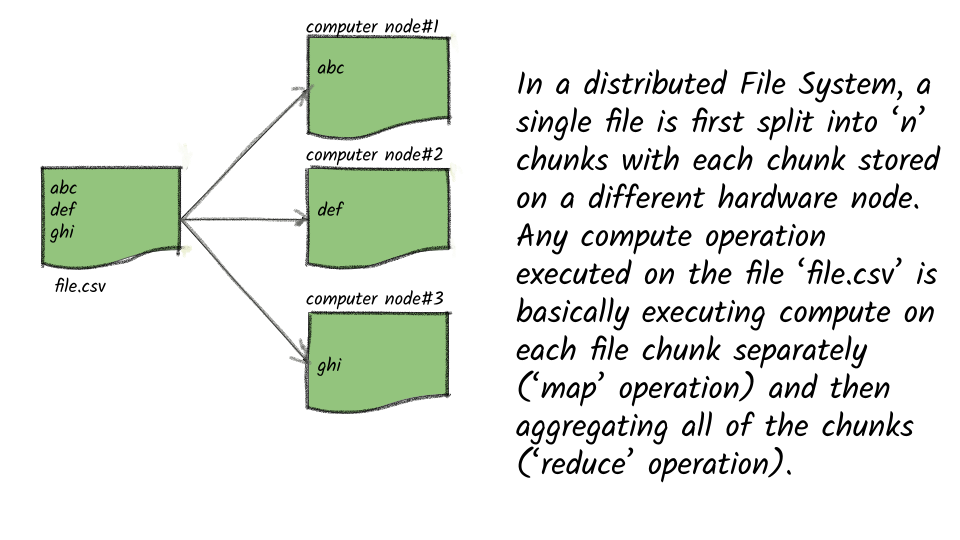 computer node#1
abc
computer node#2
def
computer node#3
ghi
abc
def
ghi
file.csv
In a distributed File System, a
single file is first split into ‘n’
chunks with each chunk stored
on a different hardware node.
Any compute operation
executed on the file ‘file.csv’ is
basically executing compute on
each file chunk separately
(‘map’ operation) and then
aggregating all of the chunks
(‘reduce’ operation).